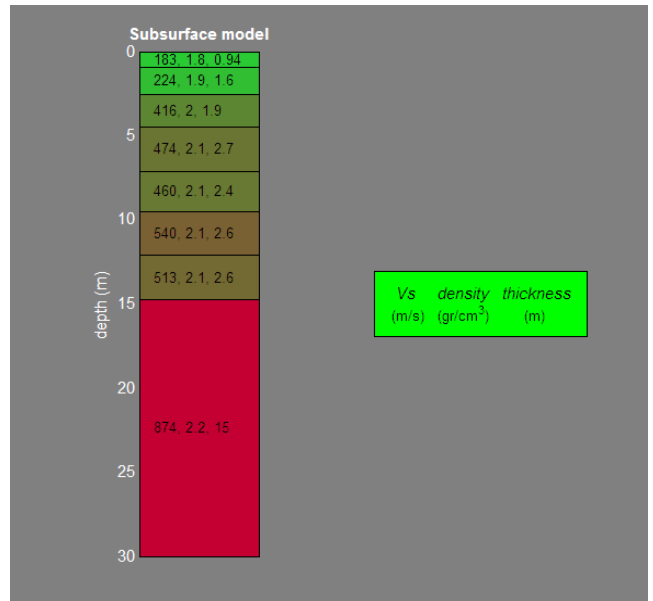 Subsurface model
0
183, 1.8, 0.94
224, 1.9, 1.6
416, 2, 1.9
5
474, 2.1, 2.7
460, 2.1, 2.4
10
540, 2.1, 2.6
513, 2.1, 2.6
15
depth (m)
Vs density thickness
(m/s) (gr/cm³) (m)
20
874, 2.2, 15
25
30